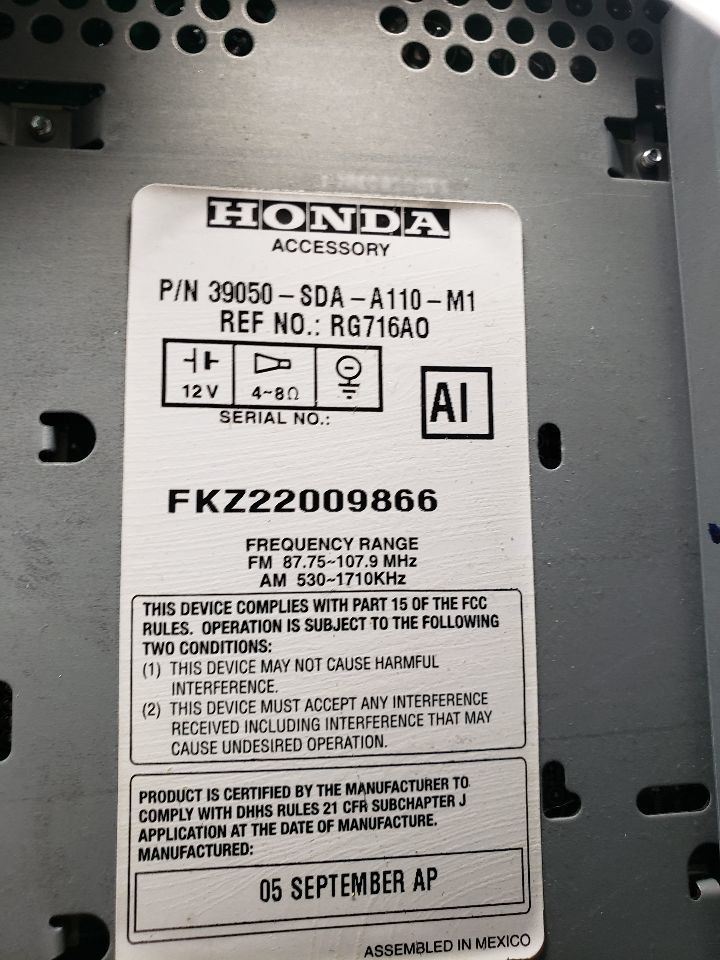 HONDA
ACCESSORY
P/N 39050-SDA-A110-M1
REF NO.: RG716AO
12V 4~8Ω
AI
SERIAL NO.:
FKZ22009866
FREQUENCY RANGE
FM 87.75~107.9 MHz
AM 530~1710KHz
THIS DEVICE COMPLIES WITH PART 15 OF THE FCC
RULES. OPERATION IS SUBJECT TO THE FOLLOWING
TWO CONDITIONS:
(1) THIS DEVICE MAY NOT CAUSE HARMFUL
INTERFERENCE.
(2) THIS DEVICE MUST ACCEPT ANY INTERFERENCE
RECEIVED INCLUDING INTERFERENCE THAT MAY
CAUSE UNDESIRED OPERATION.
PRODUCT IS CERTIFIED BY THE MANUFACTURER TO
COMPLY WITH DHHS RULES 21 CFR SUBCHAPTER J
APPLICATION AT THE DATE OF MANUFACTURE.
MANUFACTURED:
05 SEPTEMBER AP
ASSEMBLED IN MEXICO